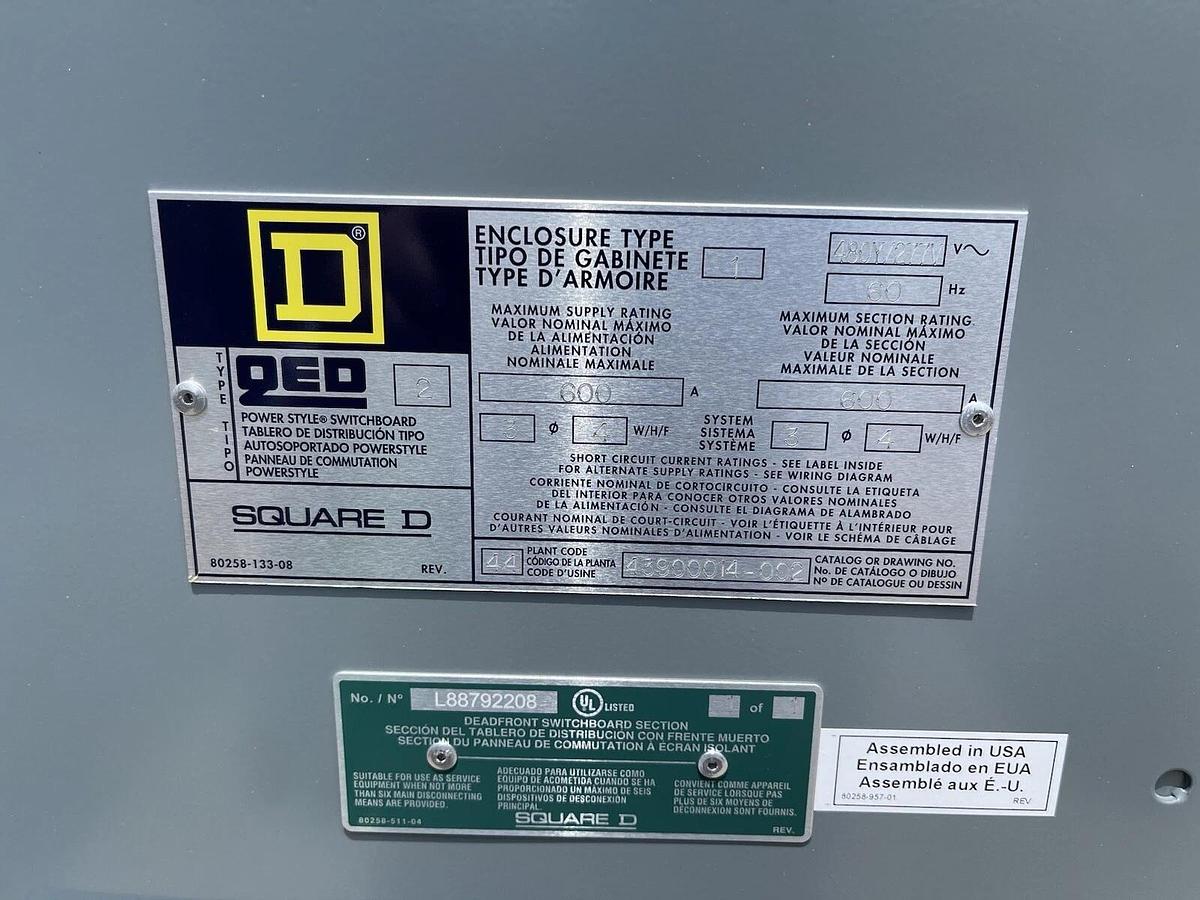 D®
TYPE
TIPO
QED 2
POWER STYLE® SWITCHBOARD
TABLERO DE DISTRIBUCIÓN TIPO
AUTOSOPORTADO POWERSTYLE
PANNEAU DE COMMUTATION
POWERSTYLE
SQUARE D
80258-133-08 REV.
ENCLOSURE TYPE
TIPO DE GABINETE
TYPE D'ARMOIRE
1
480Y/277V V~
60 Hz
MAXIMUM SUPPLY RATING
VALOR NOMINAL MÁXIMO
DE LA ALIMENTACIÓN
ALIMENTATION
NOMINALE MAXIMALE
600 A
MAXIMUM SECTION RATING
VALOR NOMINAL MÁXIMO
DE LA SECCIÓN
VALEUR NOMINALE
MAXIMALE DE LA SECTION
600 A
3 Ø 4 W/H/F
SYSTEM
SISTEMA
SYSTÈME
3 Ø 4 W/H/F
SHORT CIRCUIT CURRENT RATINGS - SEE LABEL INSIDE
FOR ALTERNATE SUPPLY RATINGS - SEE WIRING DIAGRAM
CORRIENTE NOMINAL DE CORTOCIRCUITO - CONSULTE LA ETIQUETA
DEL INTERIOR PARA CONOCER OTROS VALORES NOMINALES
DE LA ALIMENTACIÓN - CONSULTE EL DIAGRAMA DE ALAMBRADO
COURANT NOMINAL DE COURT-CIRCUIT - VOIR L'ÉTIQUETTE À L'INTÉRIEUR POUR
D'AUTRES VALEURS NOMINALES D'ALIMENTATION - VOIR LE SCHÉMA DE CÂBLAGE
44
PLANT CODE
CÓDIGO DE LA PLANTA
CODE D'USINE
43900014-002
CATALOG OR DRAWING NO.
No. DE CATÁLOGO O DIBUJO
Nº DE CATALOGUE OU DESSIN
No. / Nº L88792208 UL LISTED 1 of 1
DEADFRONT SWITCHBOARD SECTION
SECCIÓN DEL TABLERO DE DISTRIBUCIÓN CON FRENTE MUERTO
SECTION DU PANNEAU DE COMMUTATION À ÉCRAN ISOLANT
SUITABLE FOR USE AS SERVICE
EQUIPMENT WHEN NOT MORE
THAN SIX MAIN DISCONNECTING
MEANS ARE PROVIDED.
ADECUADO PARA UTILIZARSE COMO
EQUIPO DE ACOMETIDA CUANDO SE HA
PROPORCIONADO UN MÁXIMO DE SEIS
DISPOSITIVOS DE DESCONEXIÓN
PRINCIPAL.
CONVIENT COMME APPAREIL
DE SERVICE LORSQUE PAS
PLUS DE SIX MOYENS DE
DÉCONNEXION SONT FOURNIS.
80258-511-04 SQUARE D REV.
Assembled in USA
Ensamblado en EUA
Assemblé aux É.-U.
80258-957-01 REV